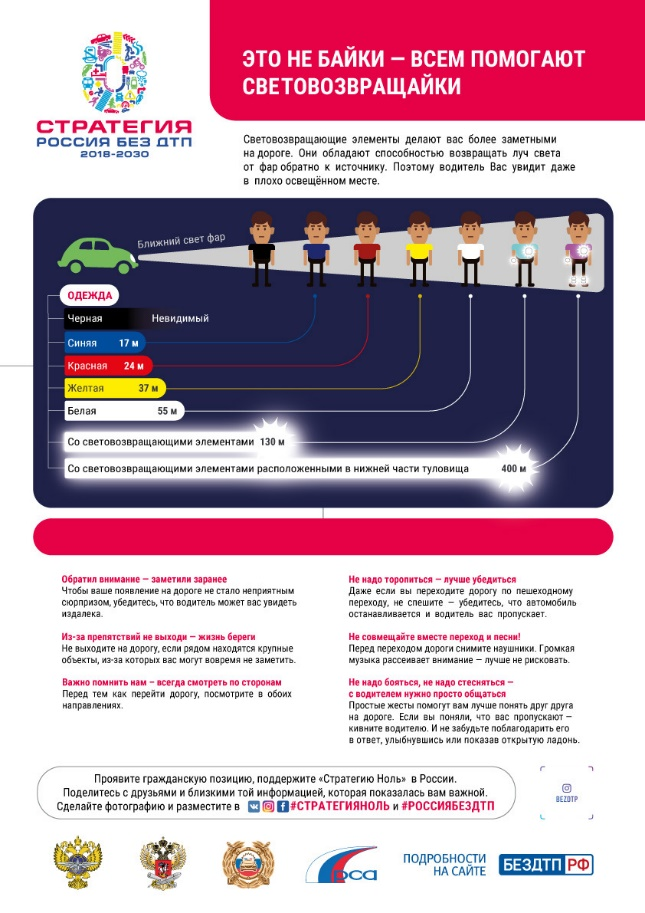 СТРАТЕГИЯ
РОССИЯ БЕЗ ДТП
2018-2030
ЭТО НЕ БАЙКИ — ВСЕМ ПОМОГАЮТ
СВЕТОВОЗВРАЩАЙКИ
Световозвращающие элементы делают вас более заметными
на дороге. Они обладают способностью возвращать луч света
от фар обратно к источнику. Поэтому водитель Вас увидит даже
в плохо освещённом месте.
Ближний свет фар
ОДЕЖДА
Черная Невидимый
Синяя 17 м
Красная 24 м
Желтая 37 м
Белая 55 м
Со световозвращающими элементами 130 м
Со световозвращающими элементами расположенными в нижней части туловища 400 м
Обратил внимание — заметили заранее
Чтобы ваше появление на дороге не стало неприятным
сюрпризом, убедитесь, что водитель может вас увидеть
издалека.
Из-за препятствий не выходи — жизнь береги
Не выходите на дорогу, если рядом находятся крупные
объекты, из-за которых вас могут вовремя не заметить.
Важно помнить нам — всегда смотреть по сторонам
Перед тем как перейти дорогу, посмотрите в обоих
направлениях.
Не надо торопиться — лучше убедиться
Даже если вы переходите дорогу по пешеходному
переходу, не спешите — убедитесь, что автомобиль
останавливается и водитель вас пропускает.
Не совмещайте вместе переход и песни!
Перед переходом дороги снимите наушники. Громкая
музыка рассеивает внимание — лучше не рисковать.
Не надо бояться, не надо стесняться —
с водителем нужно просто общаться
Простые жесты помогут вам лучше понять друг друга
на дороге. Если вы поняли, что вас пропускают —
кивните водителю. И не забудьте поблагодарить его
в ответ, улыбнувшись или показав открытую ладонь.
Проявите гражданскую позицию, поддержите «Стратегию Ноль» в России.
Поделитесь с друзьями и близкими той информацией, которая показалась вам важной.
Сделайте фотографию и разместите в #СТРАТЕГИЯНОЛЬ и #РОССИЯБЕЗДТП
BEZDTP
рса
ПОДРОБНОСТИ
НА САЙТЕ
БЕЗДТП РФ